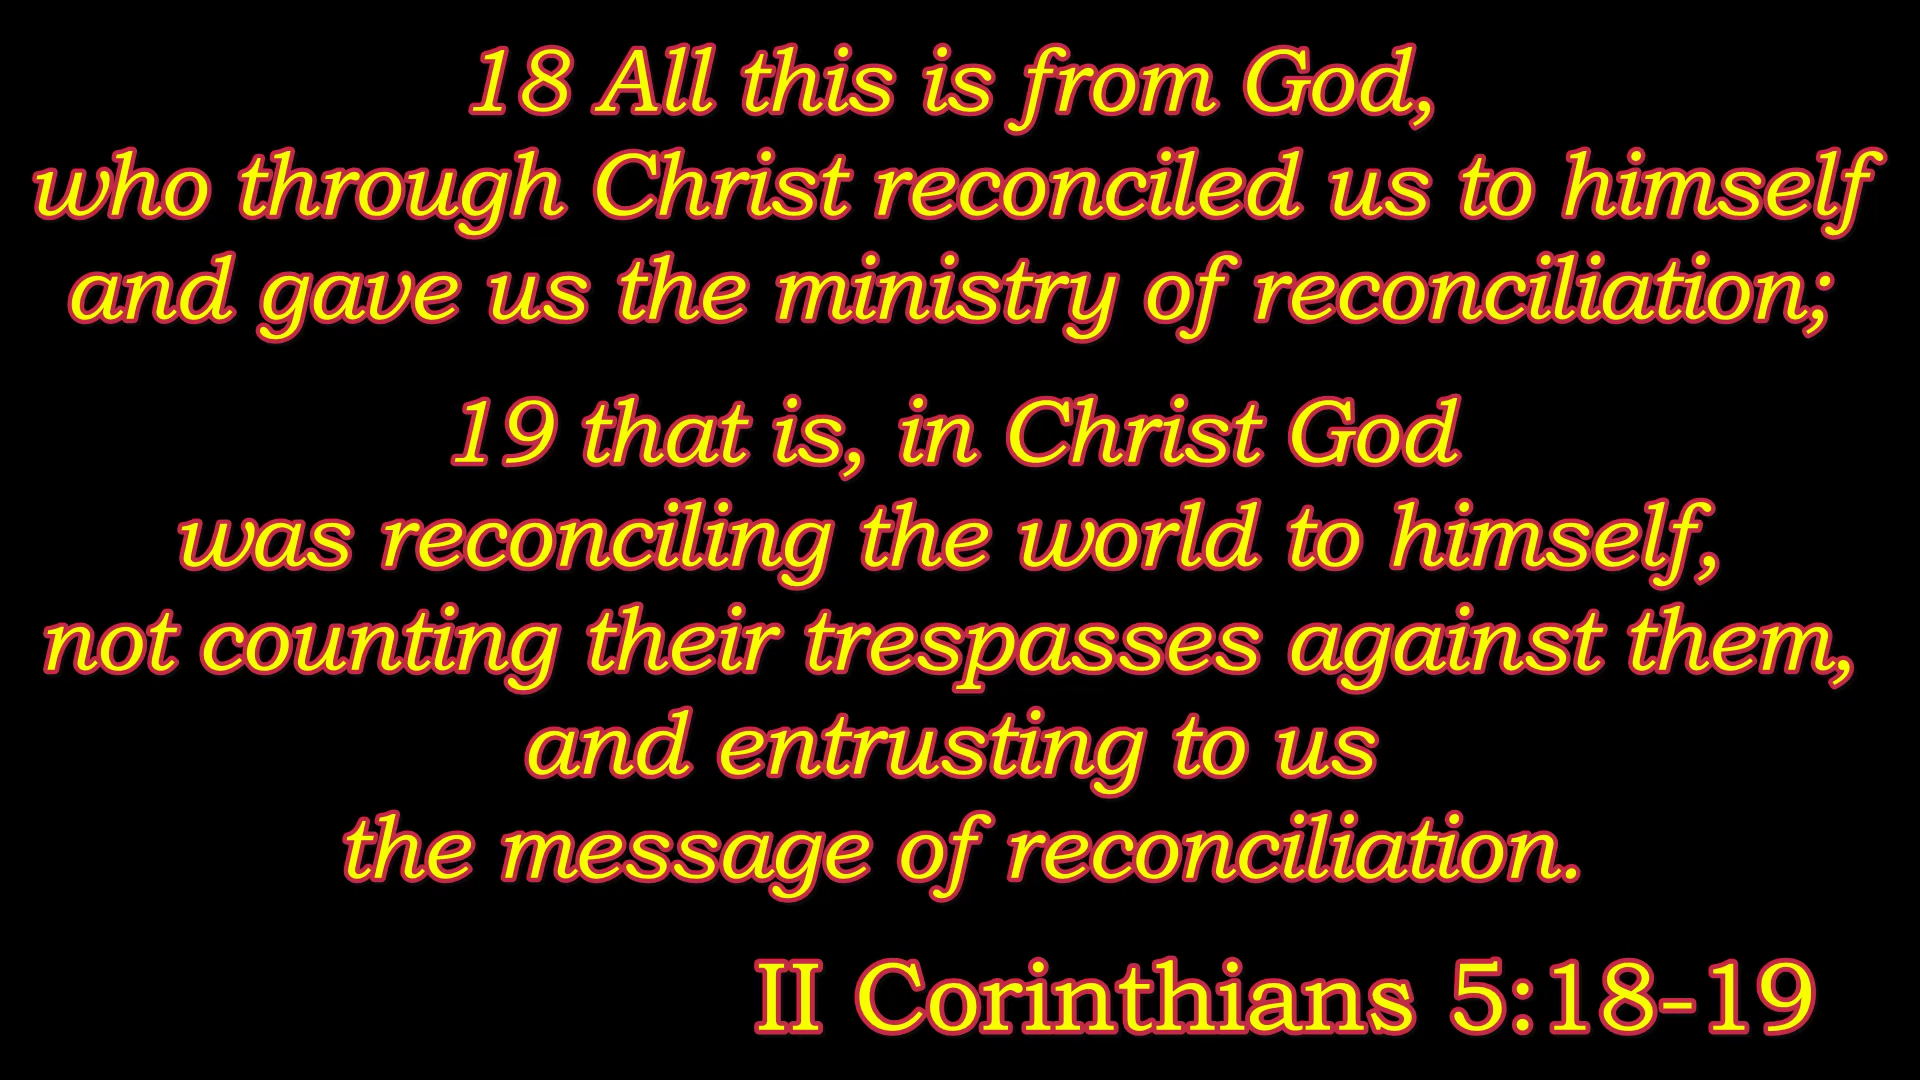 18 All this is from God,
who through Christ reconciled us to himself
and gave us the ministry of reconciliation;
19 that is, in Christ God
was reconciling the world to himself,
not counting their trespasses against them,
and entrusting to us
the message of reconciliation.
II Corinthians 5:18-19